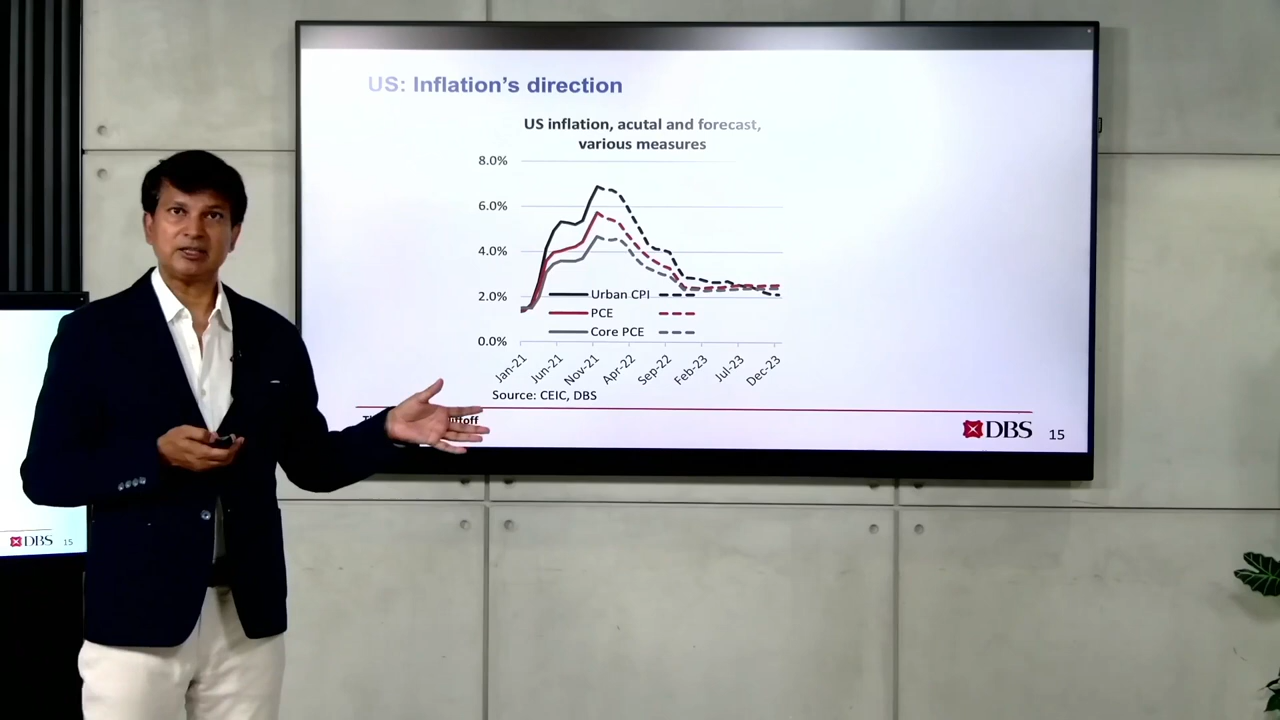 US: Inflation's direction
US inflation, acutal and forecast,
various measures
8.0%
6.0%
4.0%
2.0%
0.0%
Urban CPI
PCE
Core PCE
Jan-21
Jun-21
Nov-21
Apr-22
Sep-22
Feb-23
Jul-23
Dec-23
Source: CEIC, DBS
DBS
15
DBS
15